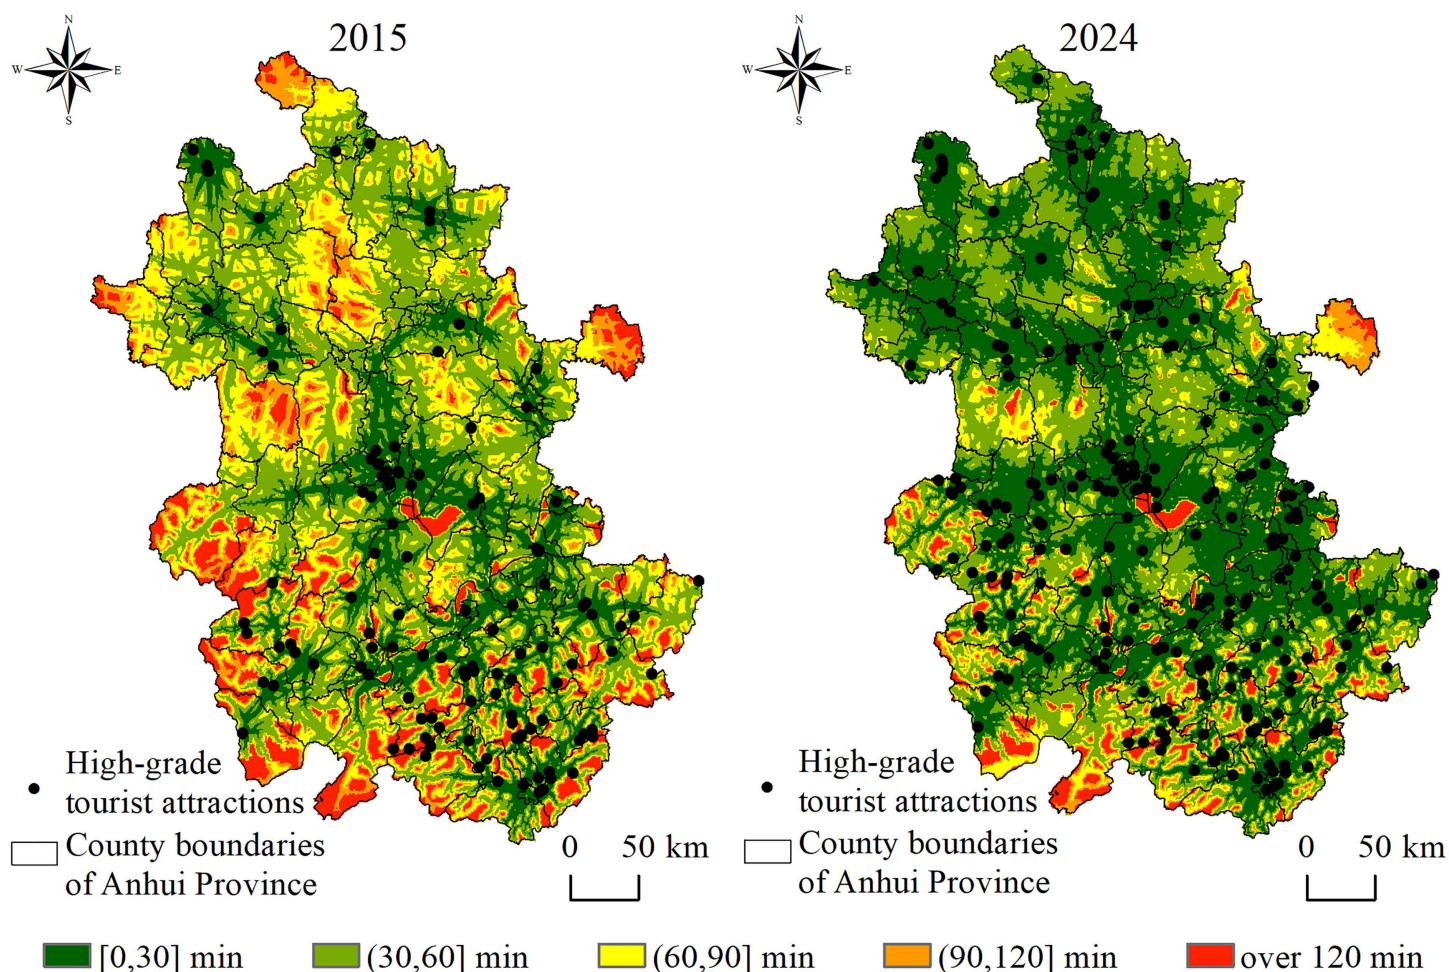 2015
N
W
E
S
High-grade
tourist attractions
County boundaries
of Anhui Province
0 50 km
2024
N
W
E
S
High-grade
tourist attractions
County boundaries
of Anhui Province
0 50 km
[0,30] min
(30,60] min
(60,90] min
(90,120] min
over 120 min